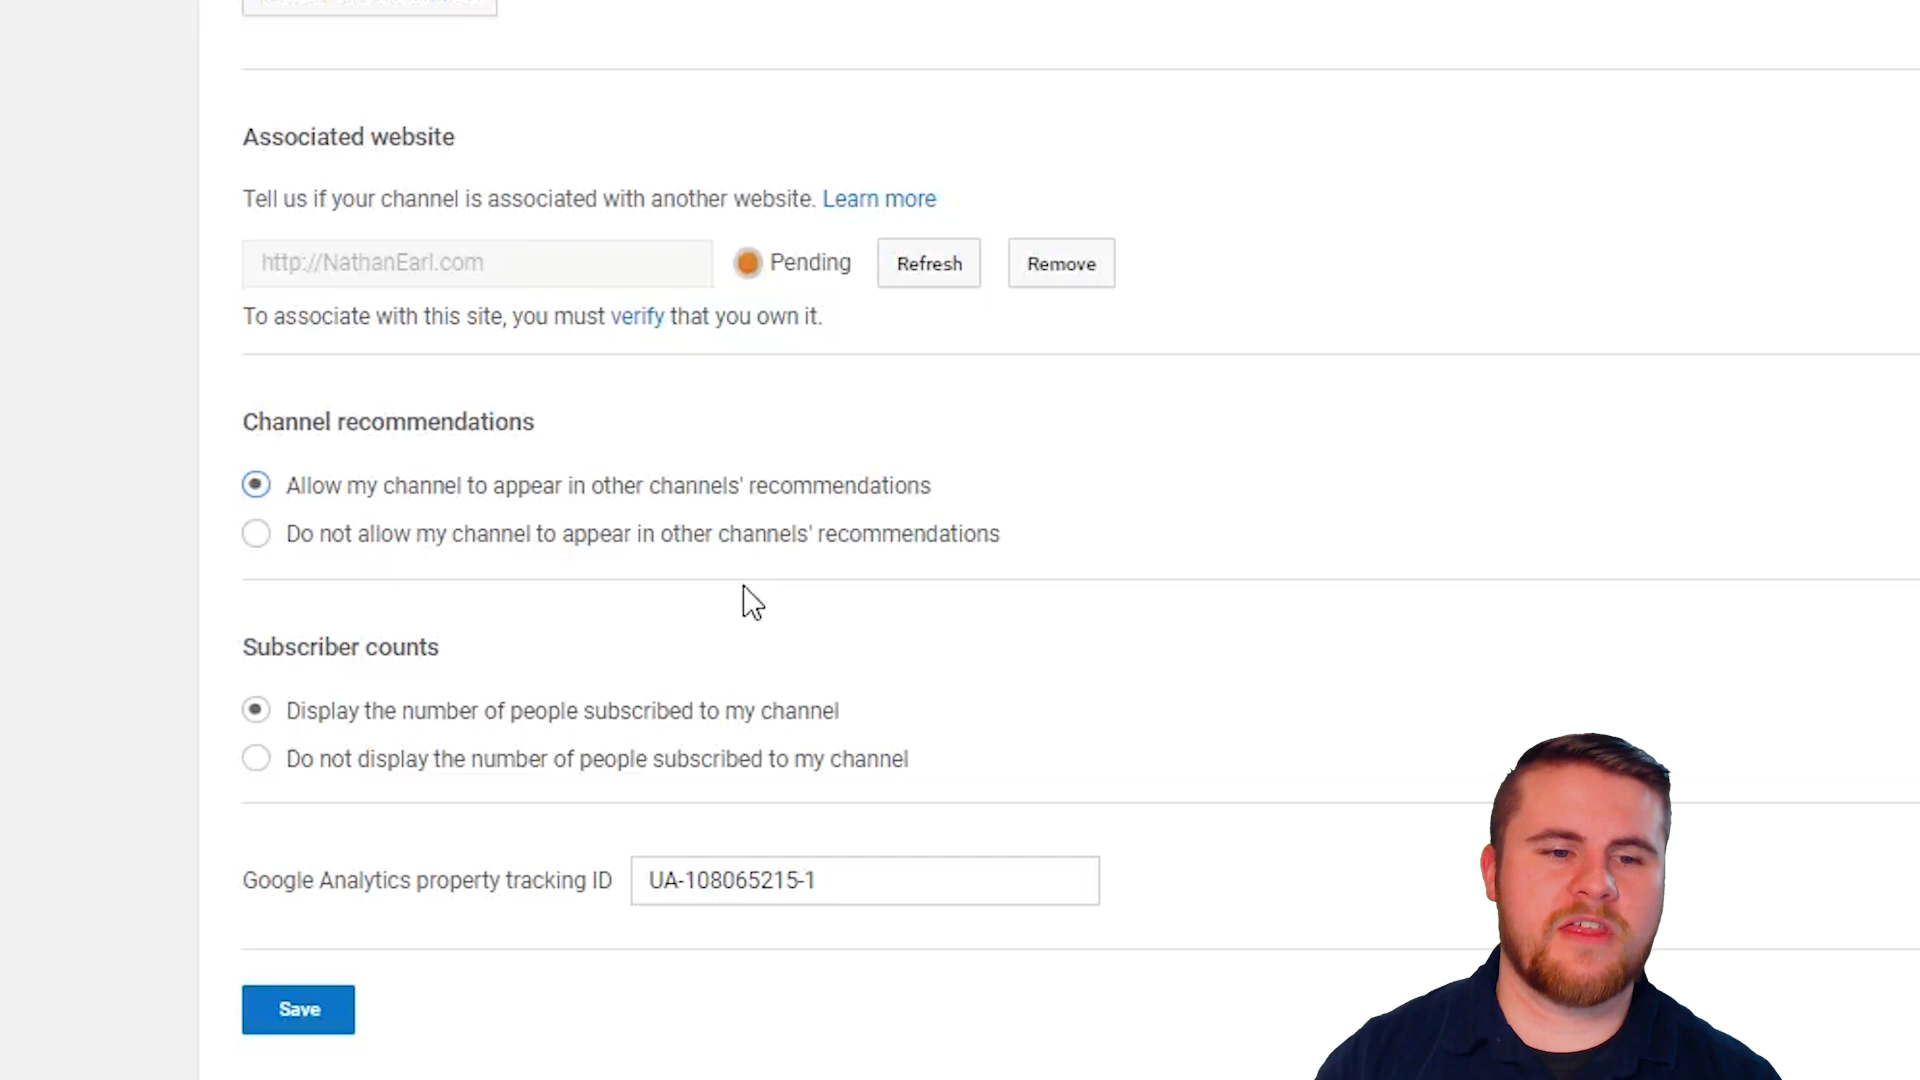 Associated website
Tell us if your channel is associated with another website. Learn more
http://NathanEarl.com Pending Refresh Remove
To associate with this site, you must verify that you own it.
Channel recommendations
Allow my channel to appear in other channels' recommendations
Do not allow my channel to appear in other channels' recommendations
Subscriber counts
Display the number of people subscribed to my channel
Do not display the number of people subscribed to my channel
Google Analytics property tracking ID UA-108065215-1
Save